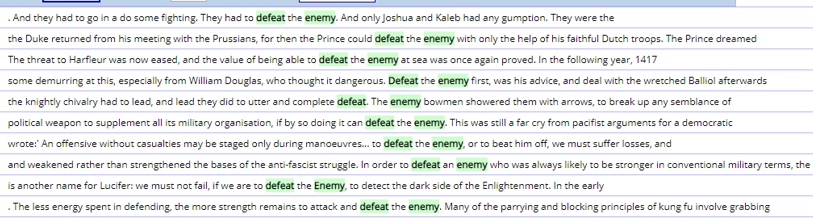 . And they had to go in a do some fighting. They had to defeat the enemy. And only Joshua and Kaleb had any gumption. They were the
the Duke returned from his meeting with the Prussians, for then the Prince could defeat the enemy with only the help of his faithful Dutch troops. The Prince dreamed
The threat to Harfleur was now eased, and the value of being able to defeat the enemy at sea was once again proved. In the following year, 1417
some demurring at this, especially from William Douglas, who thought it dangerous. Defeat the enemy first, was his advice, and deal with the wretched Balliol afterwards
the knightly chivalry had to lead, and lead they did to utter and complete defeat. The enemy bowmen showered them with arrows, to break up any semblance of
political weapon to supplement all its military organisation, if by so doing it can defeat the enemy. This was still a far cry from pacifist arguments for a democratic
wrote:' An offensive without casualties may be staged only during manoeuvres... to defeat the enemy, or to beat him off, we must suffer losses, and
and weakened rather than strengthened the bases of the anti-fascist struggle. In order to defeat an enemy who was always likely to be stronger in conventional military terms, the
is another name for Lucifer: we must not fail, if we are to defeat the Enemy, to detect the dark side of the Enlightenment. In the early
. The less energy spent in defending, the more strength remains to attack and defeat the enemy. Many of the parrying and blocking principles of kung fu involve grabbing